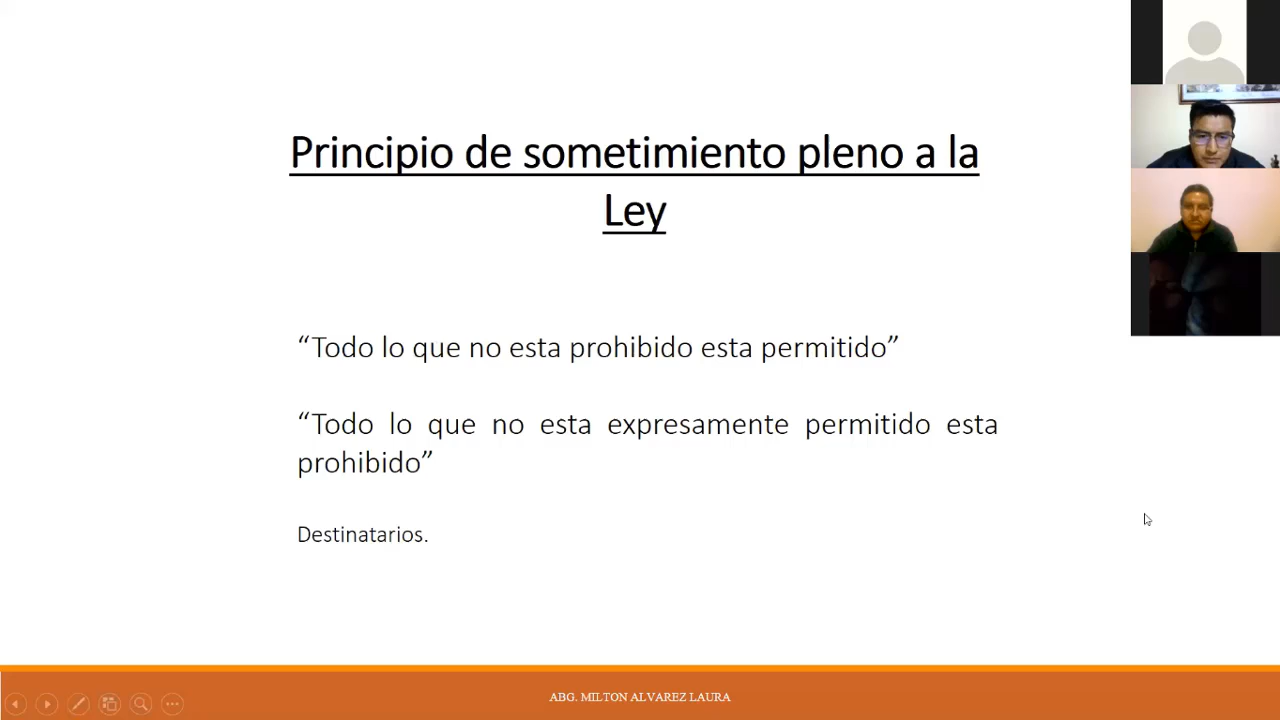 Principio de sometimiento pleno a la
Ley
“Todo lo que no esta prohibido esta permitido”
“Todo lo que no esta expresamente permitido esta
prohibido”
Destinatarios.
ABG. MILTON ALVAREZ LAURA